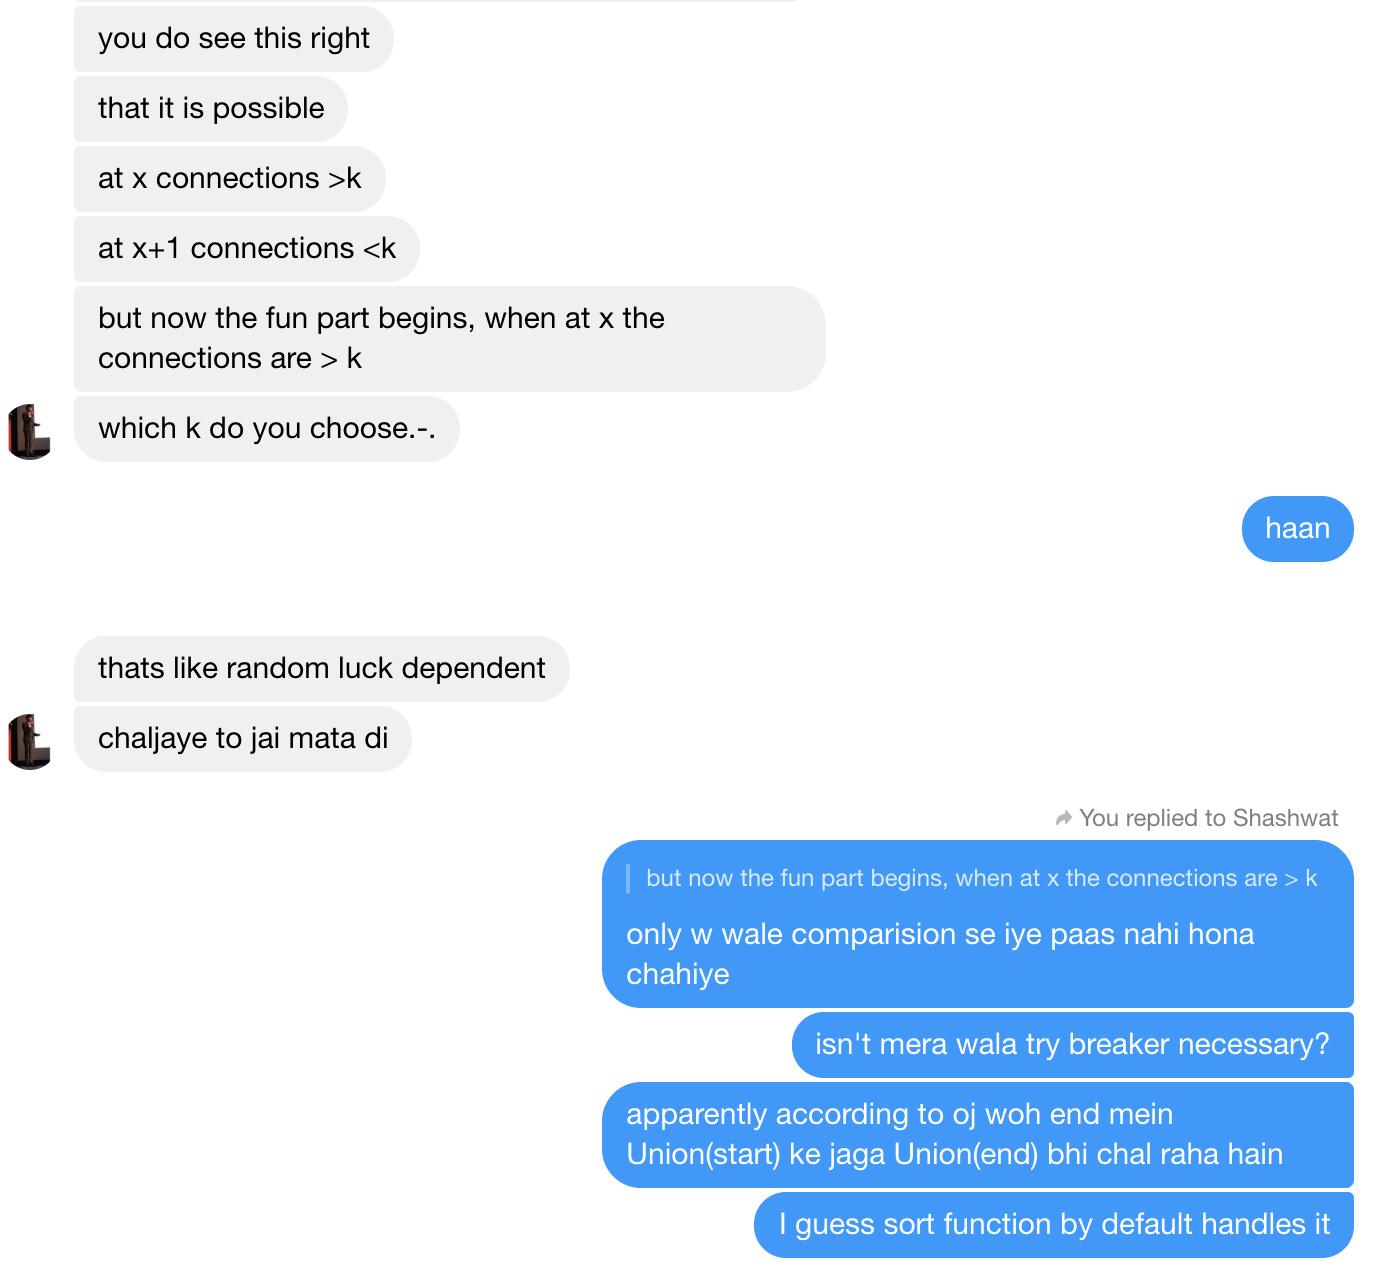 you do see this right
that it is possible
at x connections >k
at x+1 connections <k
but now the fun part begins, when at x the
connections are > k
which k do you choose.-.
haan
thats like random luck dependent
chaljaye to jai mata di
You replied to Shashwat
but now the fun part begins, when at x the connections are > k
only w wale comparision se iye paas nahi hona
chahiye
isn't mera wala try breaker necessary?
apparently according to oj woh end mein
Union(start) ke jaga Union(end) bhi chal raha hain
I guess sort function by default handles it